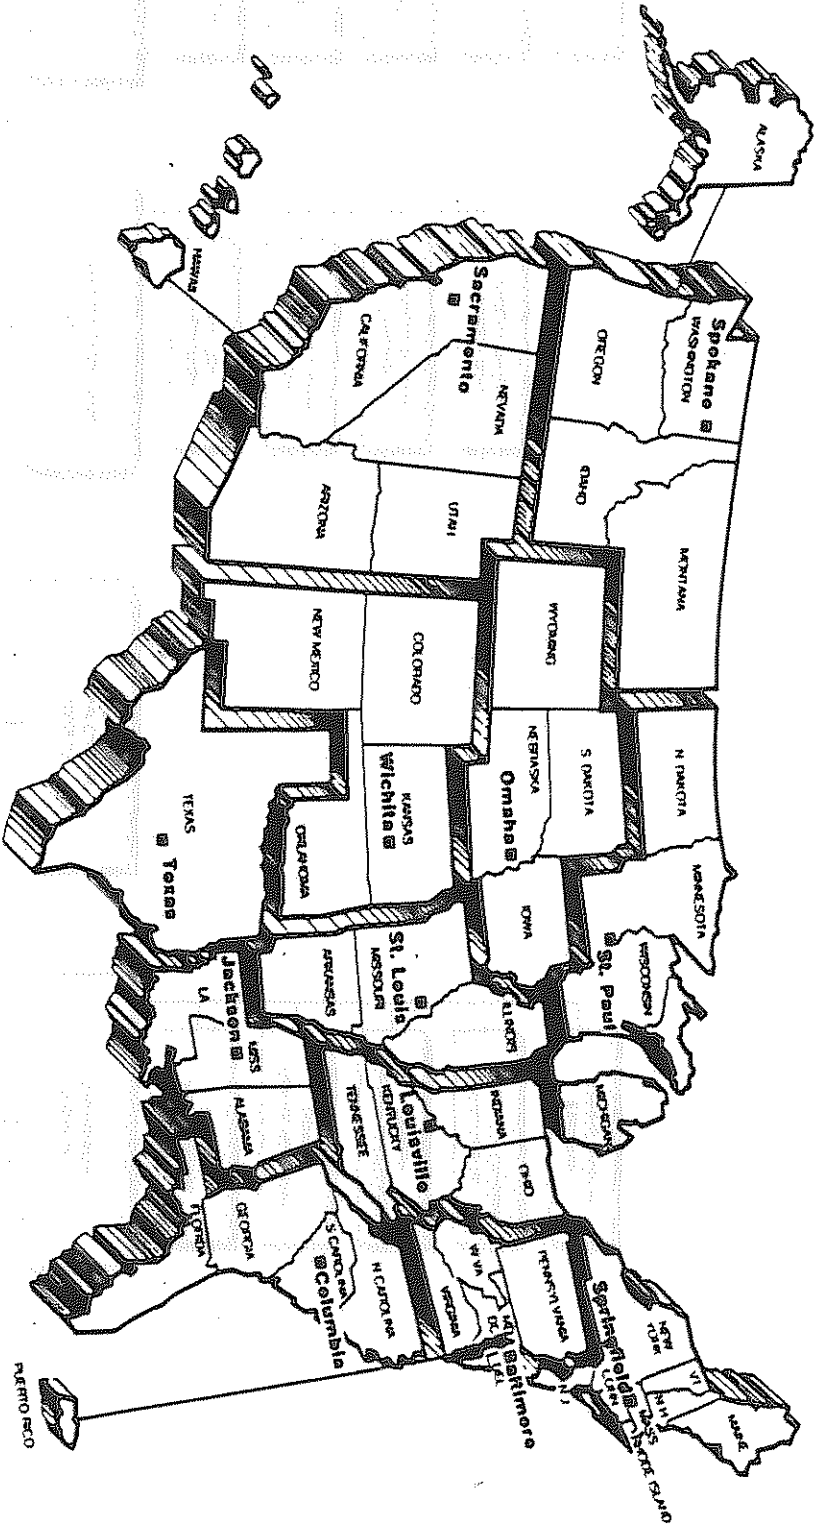 ALASKA
HAWAII
Spokane
WASHINGTON
OREGON
IDAHO
MONTANA
WYOMING
Sacramento
CALIFORNIA
NEVADA
UTAH
ARIZONA
COLORADO
NEW MEXICO
N DAKOTA
S DAKOTA
NEBRASKA
Omaha
KANSAS
Wichita
OKLAHOMA
TEXAS
Texas
MINNESOTA
St. Paul
WISCONSIN
IOWA
ILLINOIS
St. Louis
MISSOURI
ARKANSAS
LA
Jackson
MISS
ALABAMA
MICHIGAN
INDIANA
OHIO
Louisville
KENTUCKY
TENNESSEE
GEORGIA
FLORIDA
S CAROLINA
Columbia
N CAROLINA
VIRGINIA
W VA
PENNSYLVANIA
MD
DC
DEL
Baltimore
N J
NEW
YORK
Springfield
CONN
MASS
RHODE ISLAND
VT
N H
MAINE
PUERTO RICO